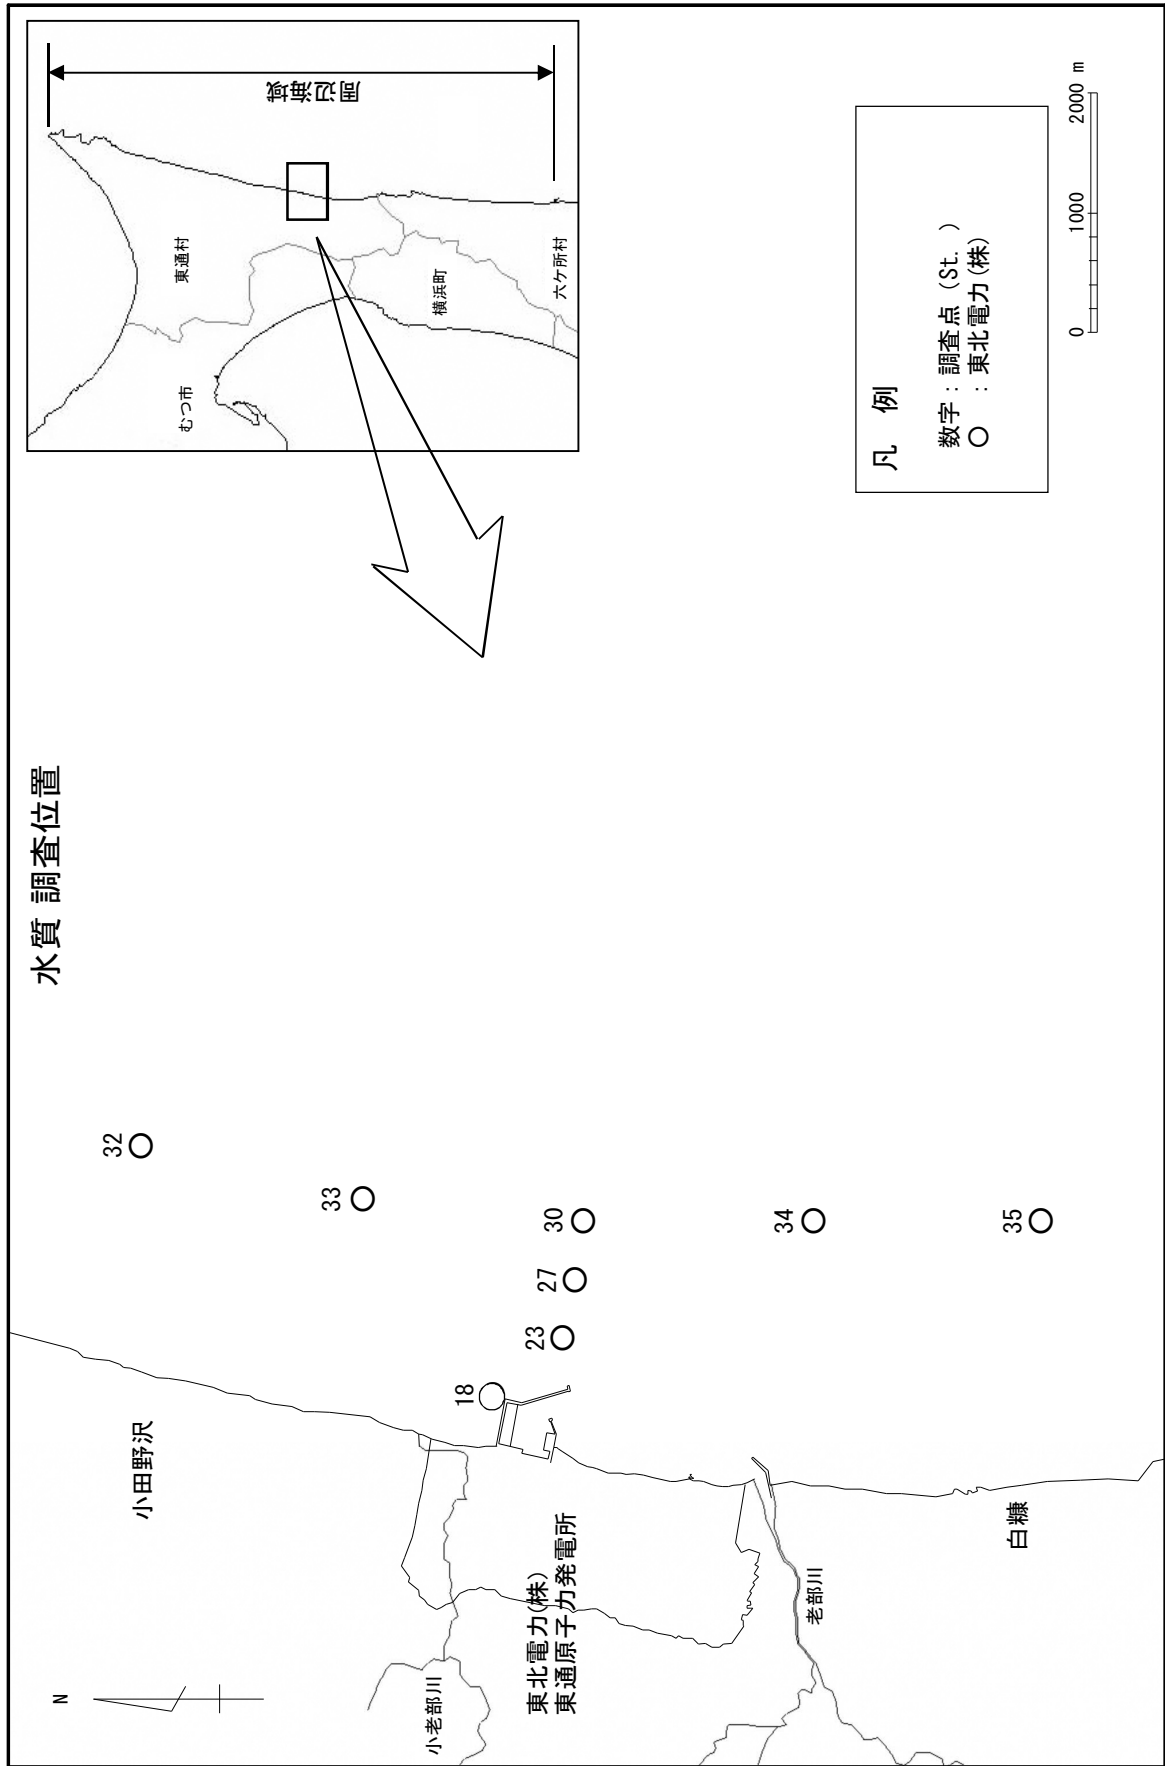 水質 調査位置
N
小田野沢
小老部川
東北電力(株)
東通原子力発電所
老部川
白糠
18
23
27
30
32
33
34
35
むつ市
東通村
横浜町
六ケ所村
周辺海域
凡 例
数字：調査点 (St. )
○ ：東北電力(株)
0 1000 2000 m